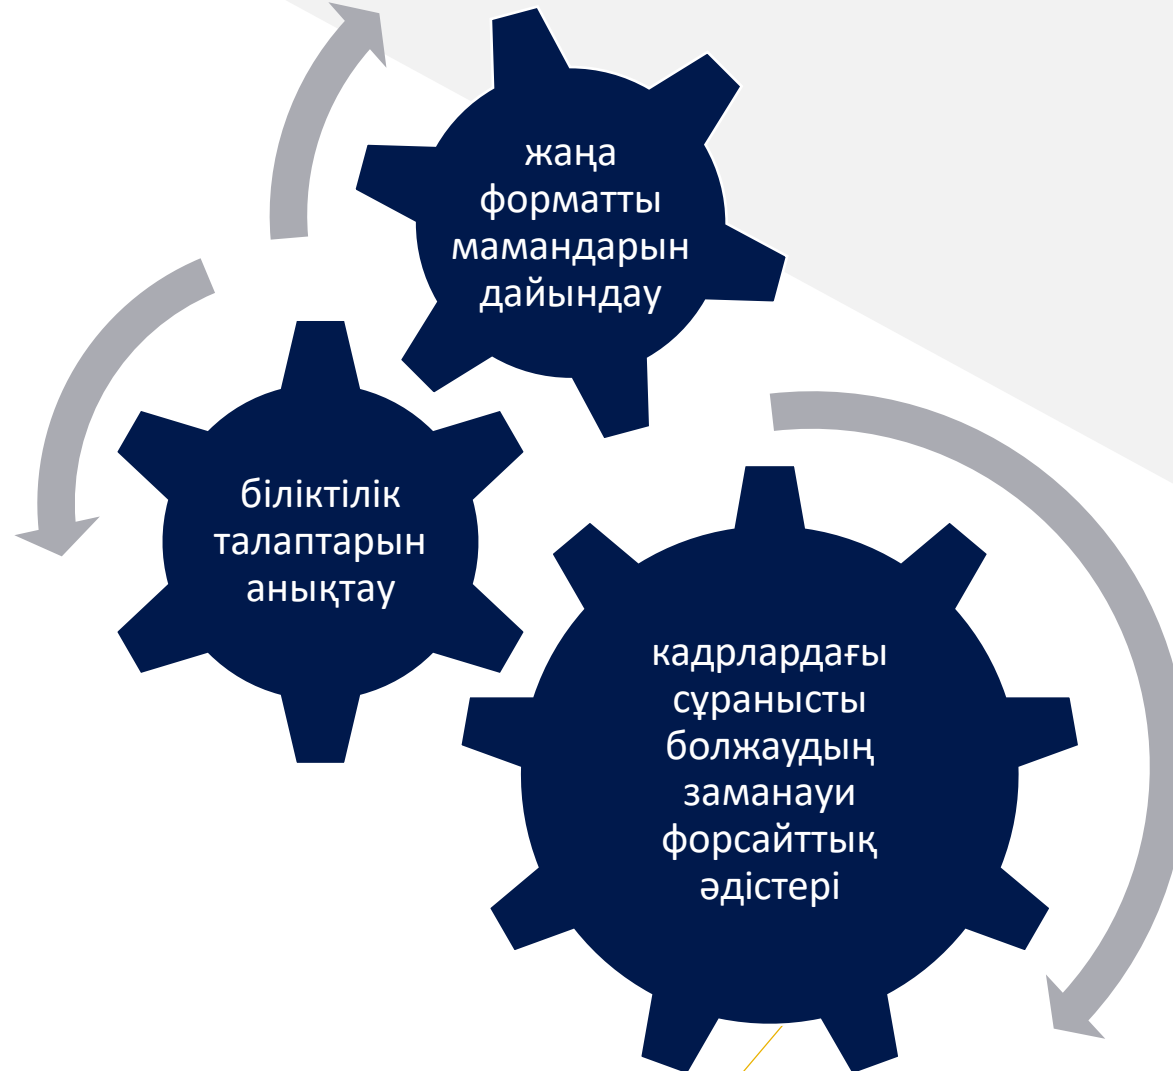 жаңа
форматты
мамандарын
дайындау
біліктілік
талаптарын
анықтау
кадрлардағы
сұранысты
болжаудың
заманауи
форсайттық
әдістері